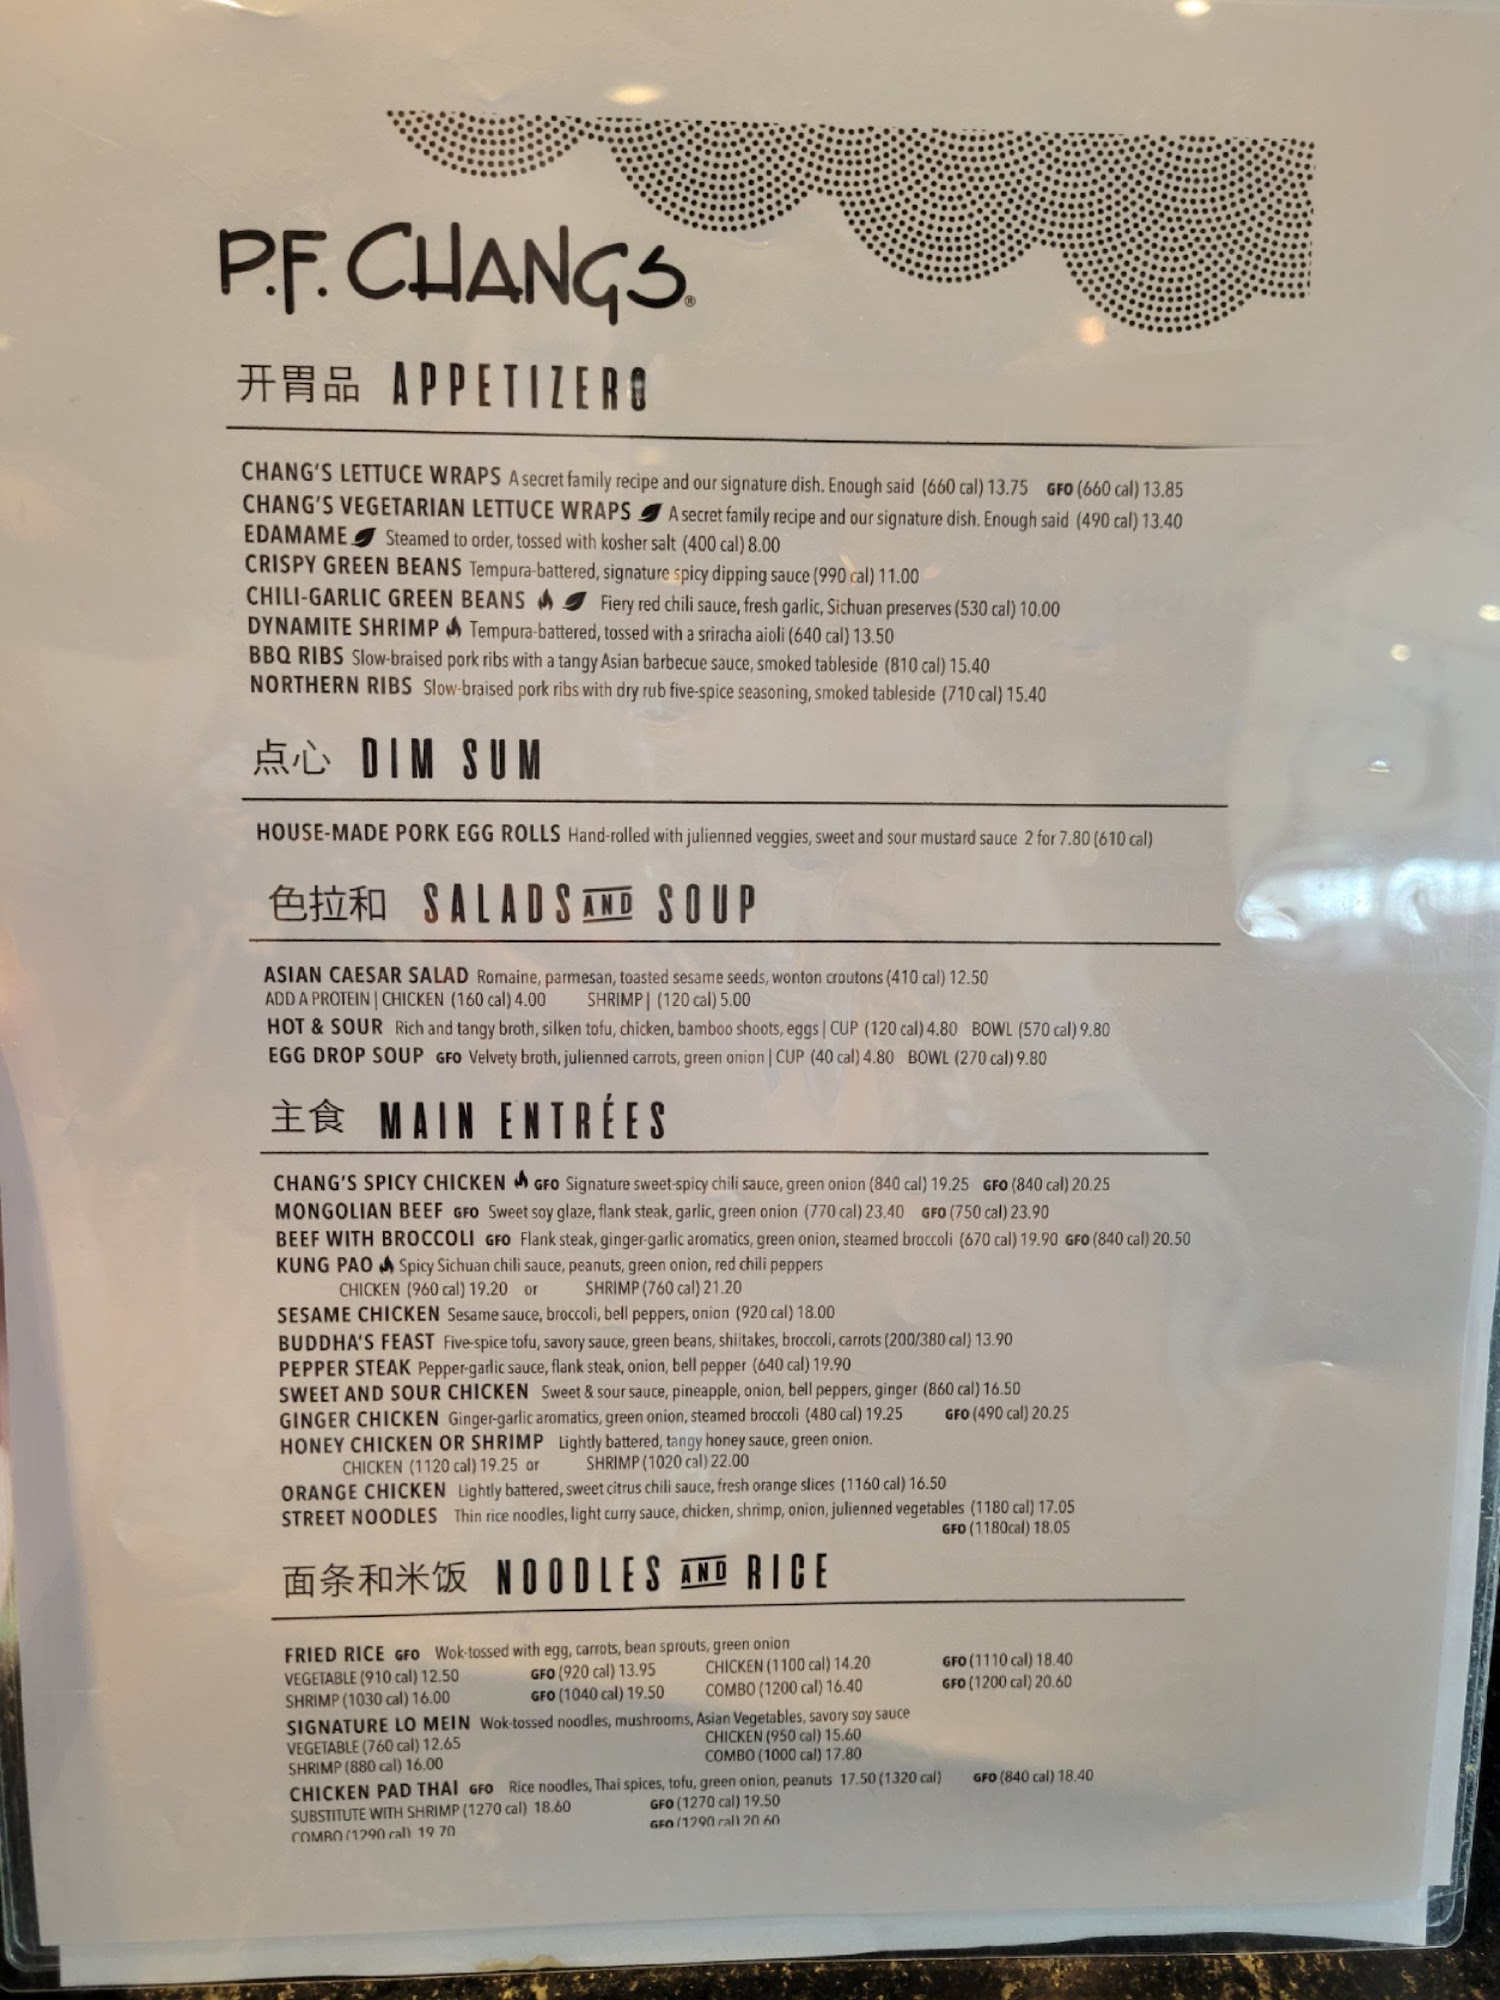 P.F. CHANGS®
开胃品 APPETIZERO
CHANG'S LETTUCE WRAPS A secret family recipe and our signature dish. Enough said (660 cal) 13.75 GFO (660 cal) 13.85
CHANG'S VEGETARIAN LETTUCE WRAPS A secret family recipe and our signature dish. Enough said (490 cal) 13.40
EDAMAME Steamed to order, tossed with kosher salt (400 cal) 8.00
CRISPY GREEN BEANS Tempura-battered, signature spicy dipping sauce (990 cal) 11.00
CHILI-GARLIC GREEN BEANS Fiery red chili sauce, fresh garlic, Sichuan preserves (530 cal) 10.00
DYNAMITE SHRIMP Tempura-battered, tossed with a sriracha aioli (640 cal) 13.50
BBQ RIBS Slow-braised pork ribs with a tangy Asian barbecue sauce, smoked tableside (810 cal) 15.40
NORTHERN RIBS Slow-braised pork ribs with dry rub five-spice seasoning, smoked tableside (710 cal) 15.40
点心 DIM SUM
HOUSE-MADE PORK EGG ROLLS Hand-rolled with julienned veggies, sweet and sour mustard sauce 2 for 7.80 (610 cal)
色拉和 SALADS AND SOUP
ASIAN CAESAR SALAD Romaine, parmesan, toasted sesame seeds, wonton croutons (410 cal) 12.50
ADD A PROTEIN | CHICKEN (160 cal) 4.00 SHRIMP | (120 cal) 5.00
HOT & SOUR Rich and tangy broth, silken tofu, chicken, bamboo shoots, eggs | CUP (120 cal) 4.80 BOWL (570 cal) 9.80
EGG DROP SOUP GFO Velvety broth, julienned carrots, green onion | CUP (40 cal) 4.80 BOWL (270 cal) 9.80
主食 MAIN ENTRÉES
CHANG'S SPICY CHICKEN GFO Signature sweet-spicy chili sauce, green onion (840 cal) 19.25 GFO (840 cal) 20.25
MONGOLIAN BEEF GFO Sweet soy glaze, flank steak, garlic, green onion (770 cal) 23.40 GFO (750 cal) 23.90
BEEF WITH BROCCOLI GFO Flank steak, ginger-garlic aromatics, green onion, steamed broccoli (670 cal) 19.90 GFO (840 cal) 20.50
KUNG PAO Spicy Sichuan chili sauce, peanuts, green onion, red chili peppers
CHICKEN (960 cal) 19.20 or SHRIMP (760 cal) 21.20
SESAME CHICKEN Sesame sauce, broccoli, bell peppers, onion (920 cal) 18.00
BUDDHA'S FEAST Five-spice tofu, savory sauce, green beans, shiitakes, broccoli, carrots (200/380 cal) 13.90
PEPPER STEAK Pepper-garlic sauce, flank steak, onion, bell pepper (640 cal) 19.90
SWEET AND SOUR CHICKEN Sweet & sour sauce, pineapple, onion, bell peppers, ginger (860 cal) 16.50
GINGER CHICKEN Ginger-garlic aromatics, green onion, steamed broccoli (480 cal) 19.25 GFO (490 cal) 20.25
HONEY CHICKEN OR SHRIMP Lightly battered, tangy honey sauce, green onion.
CHICKEN (1120 cal) 19.25 or SHRIMP (1020 cal) 22.00
ORANGE CHICKEN Lightly battered, sweet citrus chili sauce, fresh orange slices (1160 cal) 16.50
STREET NOODLES Thin rice noodles, light curry sauce, chicken, shrimp, onion, julienned vegetables (1180 cal) 17.05
GFO (1180cal) 18.05
面条和米饭 NOODLES AND RICE
FRIED RICE GFO Wok-tossed with egg, carrots, bean sprouts, green onion
VEGETABLE (910 cal) 12.50 GFO (920 cal) 13.95 CHICKEN (1100 cal) 14.20 GFO (1110 cal) 18.40
SHRIMP (1030 cal) 16.00 GFO (1040 cal) 19.50 COMBO (1200 cal) 16.40 GFO (1200 cal) 20.60
SIGNATURE LO MEIN Wok-tossed noodles, mushrooms, Asian Vegetables, savory soy sauce
VEGETABLE (760 cal) 12.65 CHICKEN (950 cal) 15.60
SHRIMP (880 cal) 16.00 COMBO (1000 cal) 17.80
CHICKEN PAD THAI GFO Rice noodles, Thai spices, tofu, green onion, peanuts 17.50 (1320 cal) GFO (840 cal) 18.40
SUBSTITUTE WITH SHRIMP (1270 cal) 18.60 GFO (1270 cal) 19.50
COMBO (1290 cal) 19.70 GFO (1290 cal) 20.60